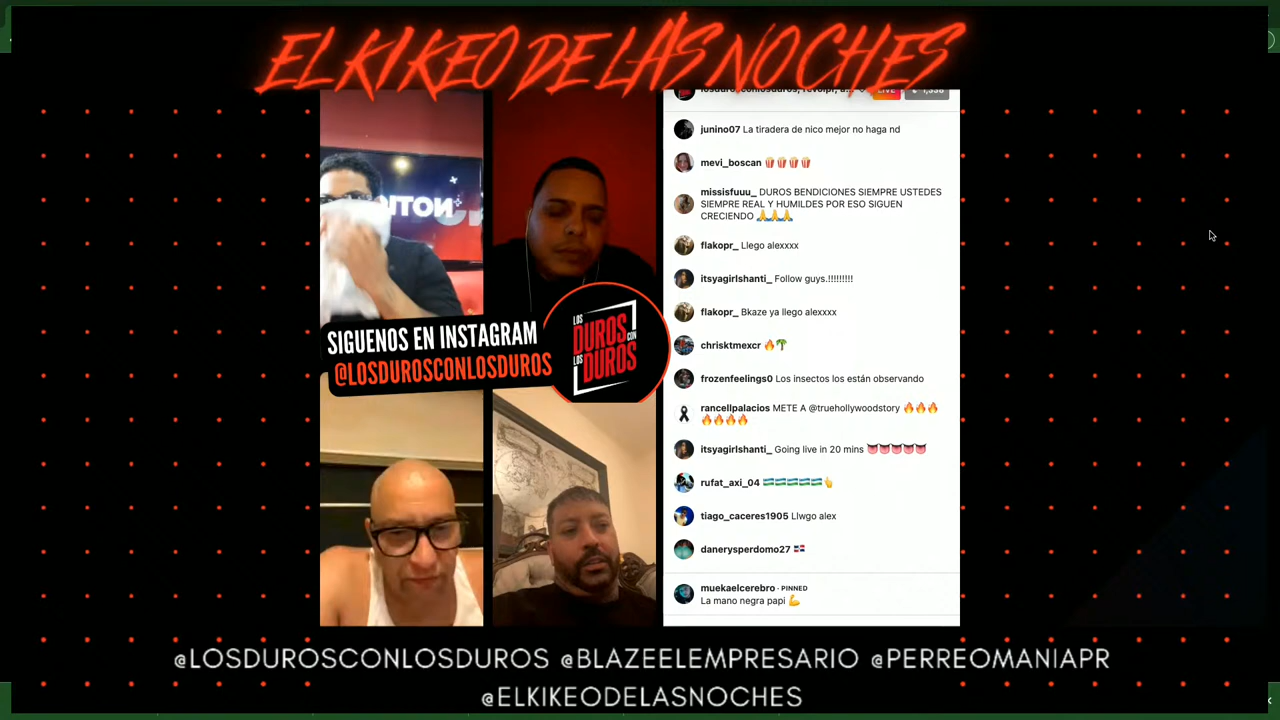 EL KIKEO DE LAS NOCHES
LIVE
junino07 La tiradera de nico mejor no haga nd
mevi_boscan 🍿🍿🍿🍿
missisfuuu_ DUROS BENDICIONES SIEMPRE USTEDES
SIEMPRE REAL Y HUMILDES POR ESO SIGUEN
CRECIENDO 🙏🙏🙏
flakopr_ Llego alexxxx
itsyagirlshanti_ Follow guys.!!!!!!!!!
flakopr_ Bkaze ya llego alexxxx
chrisktmexcr 🔥🌴
frozenfeelings0 Los insectos los están observando
rancellpalacios METE A @truehollywoodstory 🔥🔥🔥
🔥🔥🔥🔥
itsyagirlshanti_ Going live in 20 mins 👅👅👅👅👅
rufat_axi_04 🇺🇿🇺🇿🇺🇿🇺🇿🇺🇿👆
tiago_caceres1905 Llwgo alex
danerysperdomo27 🇩🇴
muekaelcerebro · PINNED
La mano negra papi 💪
SIGUENOS EN INSTAGRAM
@LOSDUROSCONLOSDUROS
LOS
DUROS
CON
LOS
DUROS
@LOSDUROSCONLOSDUROS @BLAZEELEMPRESARIO @PERREOMANIAPR
@ELKIKEODELASNOCHES